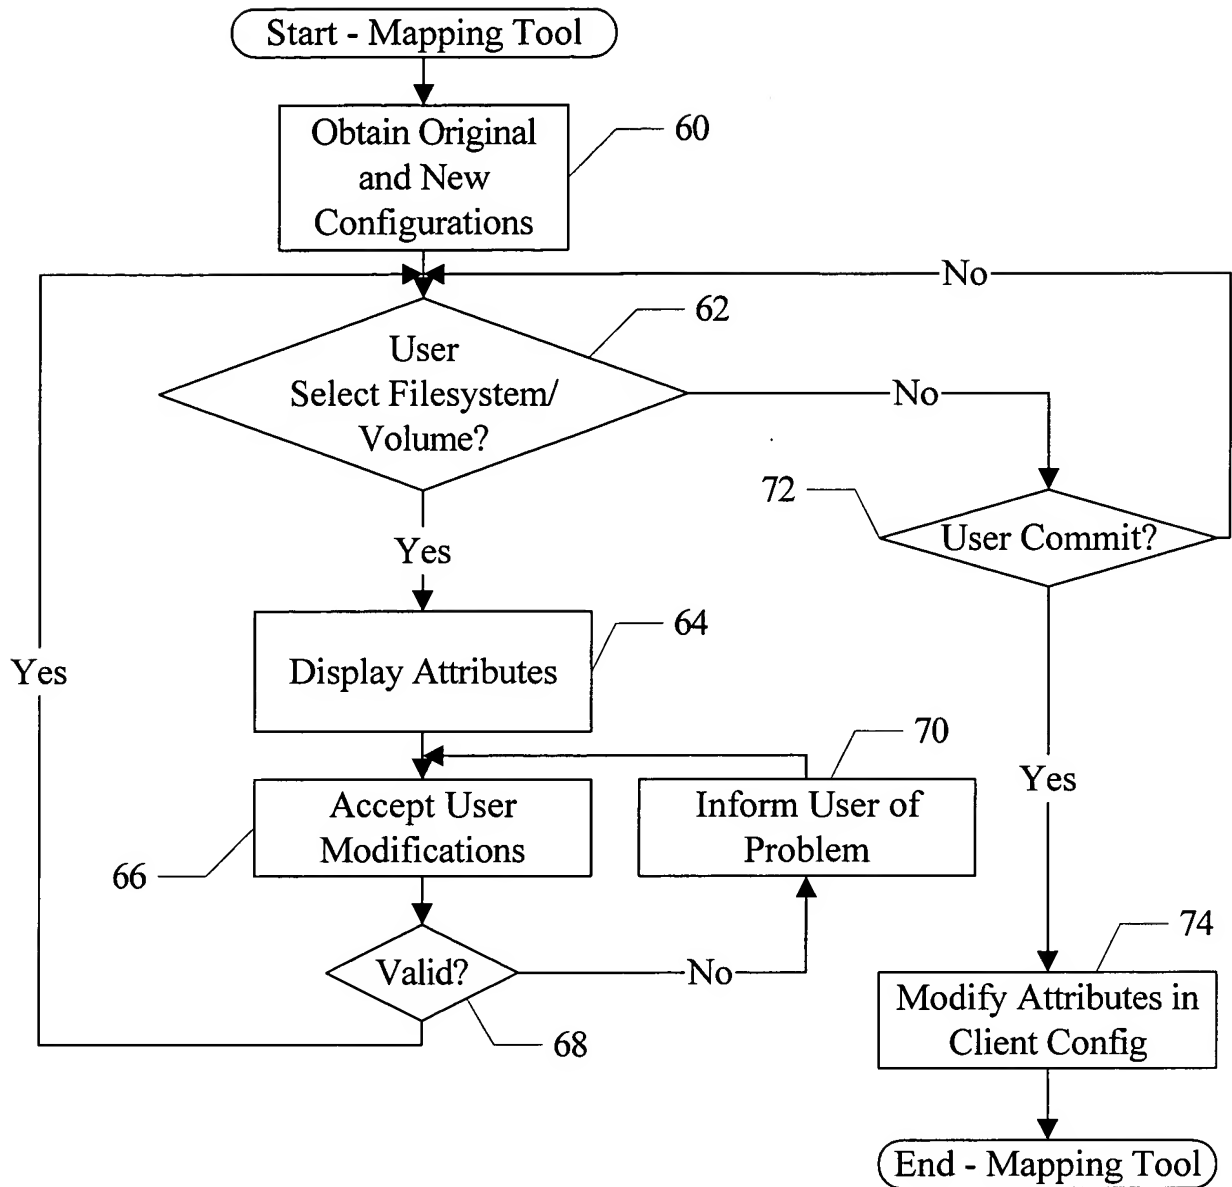 Start - Mapping Tool
Obtain Original
and New
Configurations
60
No
User
Select Filesystem/
Volume?
62
No
72
User Commit?
Yes
Display Attributes
64
Yes
Accept User
Modifications
66
70
Inform User of
Problem
Yes
Valid?
No
68
74
Modify Attributes in
Client Config
End - Mapping Tool